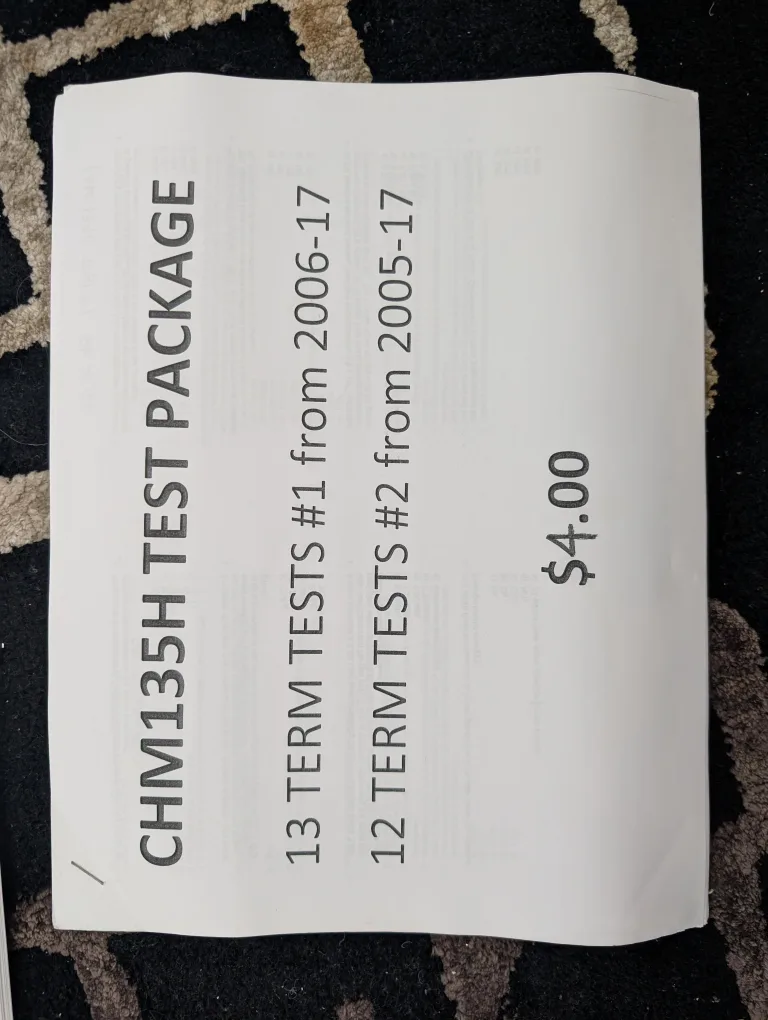 CHM135H TEST PACKAGE
13 TERM TESTS #1 from 2006-17
12 TERM TESTS #2 from 2005-17
$4.00